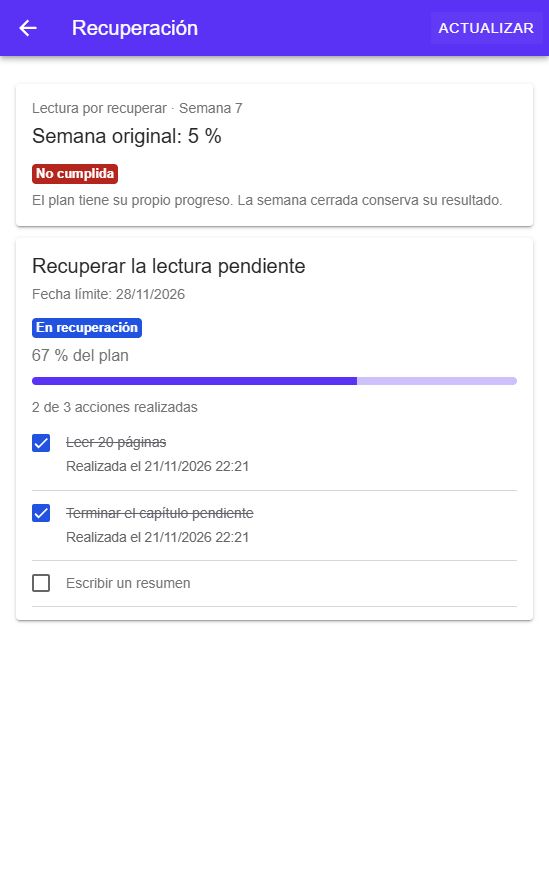 Recuperación
ACTUALIZAR
Lectura por recuperar · Semana 7
Semana original: 5 %
No cumplida
El plan tiene su propio progreso. La semana cerrada conserva su resultado.
Recuperar la lectura pendiente
Fecha límite: 28/11/2026
En recuperación
67 % del plan
2 de 3 acciones realizadas
Leer 20 páginas
Realizada el 21/11/2026 22:21
Terminar el capítulo pendiente
Realizada el 21/11/2026 22:21
Escribir un resumen